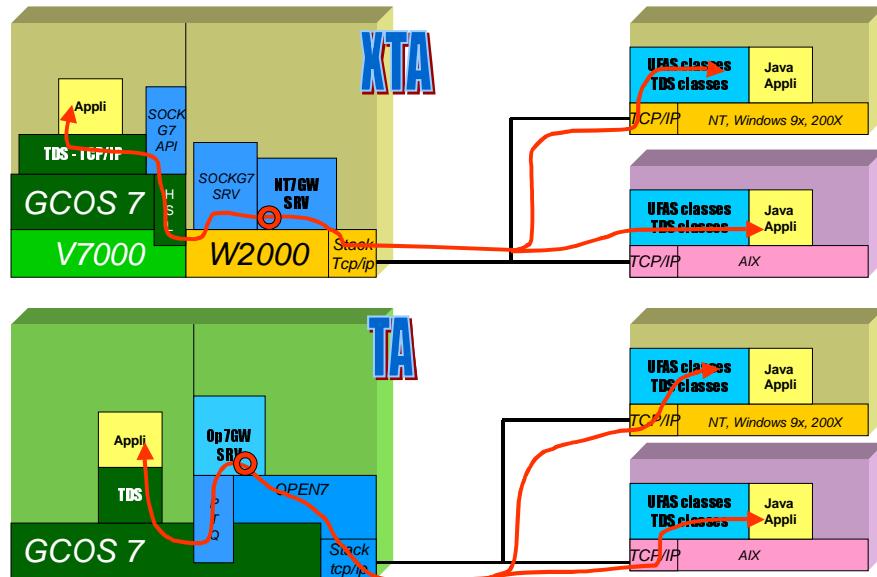 XTA
Appli
SOCK
G7
API
TDS - TCP/IP
GCOS 7
H
S
L
V7000
SOCKG7
SRV
NT7GW
SRV
W2000
Stack
Tcp/ip
UFAS classes
TDS classes
Java
Appli
TCP/IP
NT, Windows 9x, 200X
UFAS classes
TDS classes
Java
Appli
TCP/IP
AIX
TA
Appli
TDS
Op7GW
SRV
OPEN7
P
T
Q
GCOS 7
Stack
tcp/ip
UFAS classes
TDS classes
Java
Appli
TCP/IP
NT, Windows 9x, 200X
UFAS classes
TDS classes
Java
Appli
TCP/IP
AIX